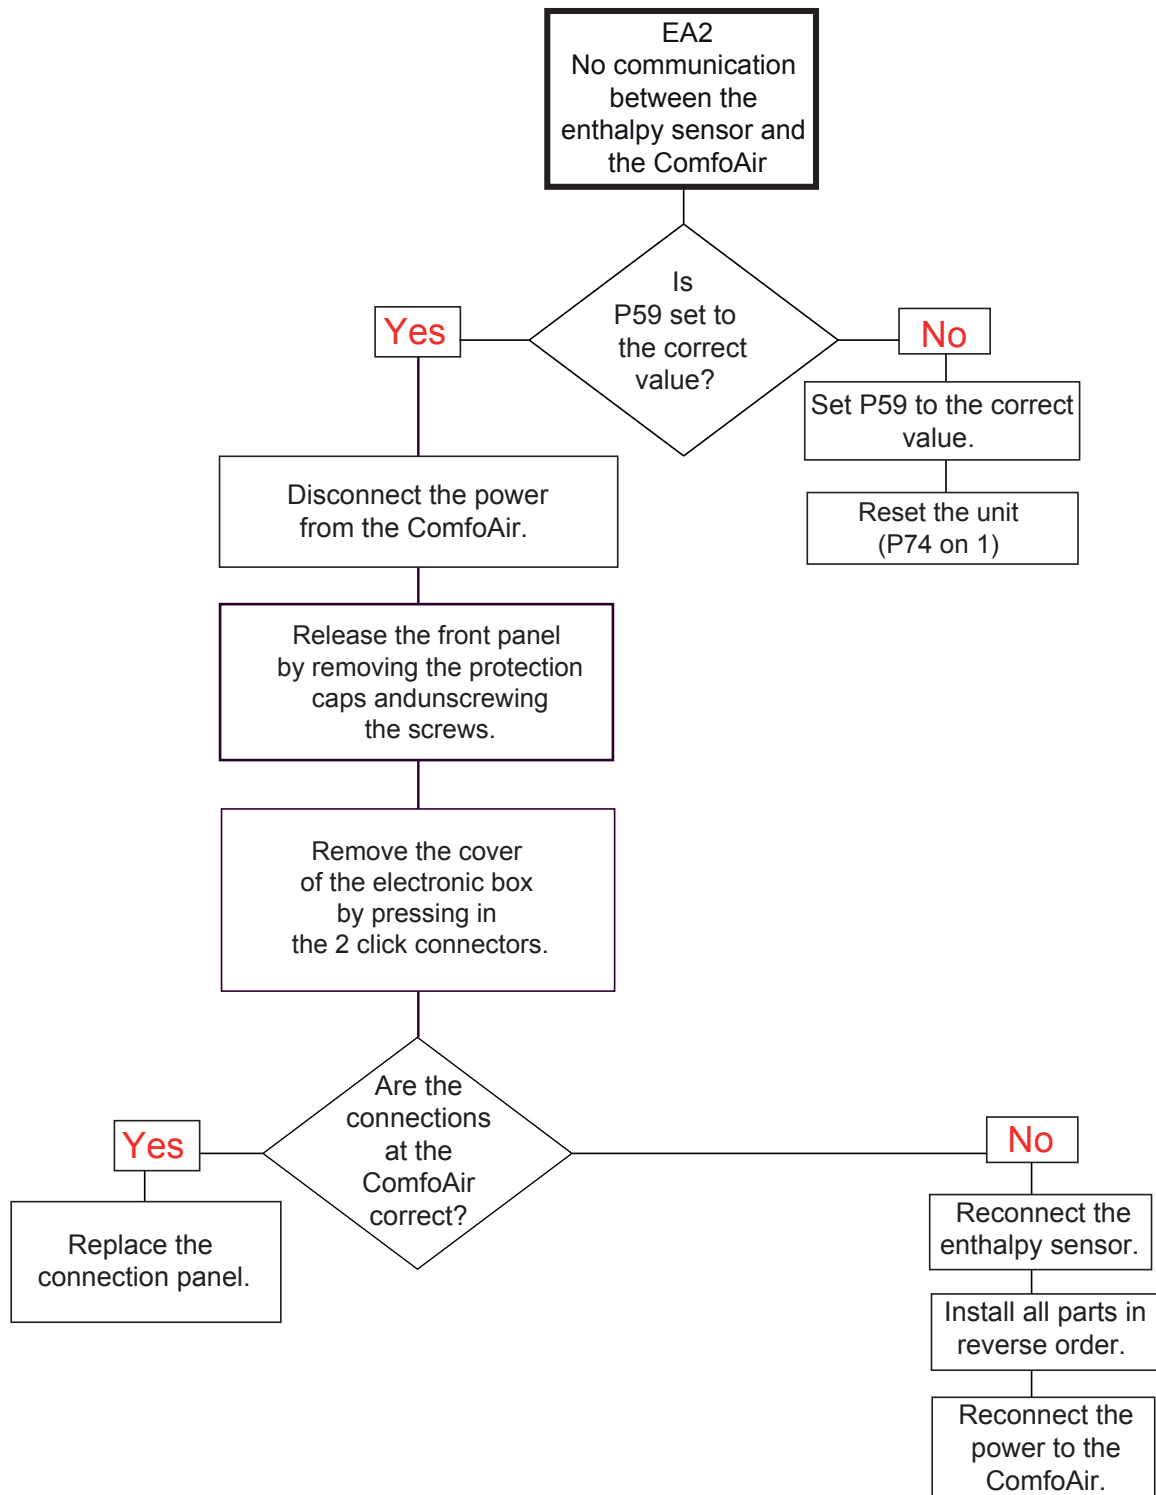 EA2
No communication
between the
enthalpy sensor and
the ComfoAir
Is
P59 set to
the correct
value?
Yes
No
Set P59 to the correct
value.
Reset the unit
(P74 on 1)
Disconnect the power
from the ComfoAir.
Release the front panel
by removing the protection
caps andunscrewing
the screws.
Remove the cover
of the electronic box
by pressing in
the 2 click connectors.
Are the
connections
at the
ComfoAir
correct?
Yes
Replace the
connection panel.
No
Reconnect the
enthalpy sensor.
Install all parts in
reverse order.
Reconnect the
power to the
ComfoAir.